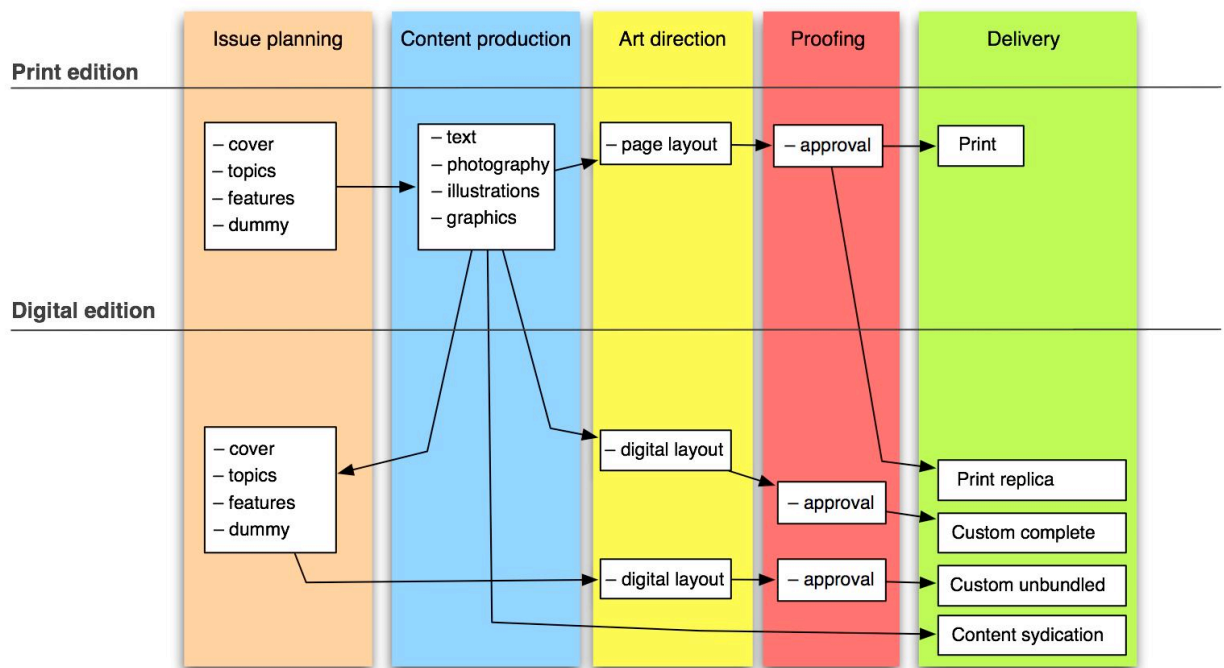 Issue planning
Content production
Art direction
Proofing
Delivery
Print edition
– cover
– topics
– features
– dummy
– text
– photography
– illustrations
– graphics
– page layout
– approval
Print
Digital edition
– cover
– topics
– features
– dummy
– digital layout
– approval
– digital layout
– approval
Print replica
Custom complete
Custom unbundled
Content sydication